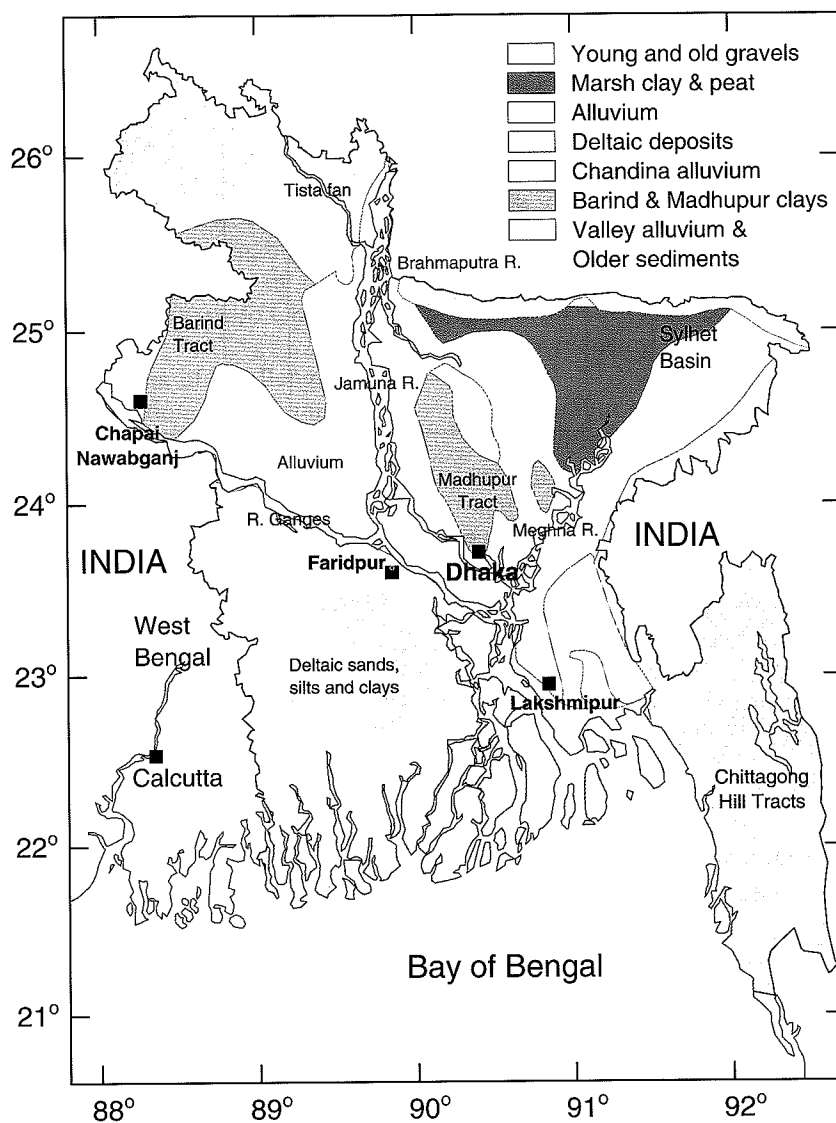 Young and old gravels
Marsh clay & peat
Alluvium
Deltaic deposits
Chandina alluvium
Barind & Madhupur clays
Valley alluvium &
Older sediments
26°
25°
24°
23°
22°
21°
Tista fan
Brahmaputra R.
Barind
Tract
Sylhet
Basin
Jamuna R.
Chapai
Nawabganj
Alluvium
Madhupur
Tract
R. Ganges
Meghna R.
INDIA
INDIA
Faridpur
Dhaka
West
Bengal
Deltaic sands,
silts and clays
Lakshmipur
Calcutta
Chittagong
Hill Tracts
Bay of Bengal
88°
89°
90°
91°
92°